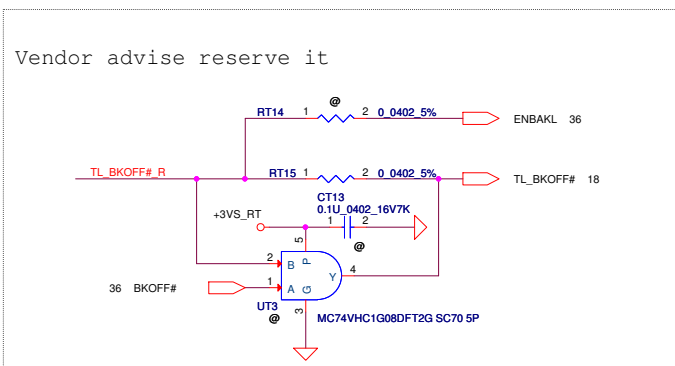 Vendor advise reserve it
@
RT14 1 2 0_0402_5%
ENBAKL 36
TL_BKOFF#_R
RT15 1 2 0_0402_5%
TL_BKOFF# 18
CT13
0.1U_0402_16V7K
+3VS_RT
1 2
@
5
P
2 B
Y 4
36 BKOFF#
1 A
G
UT3
@
3
MC74VHC1G08DFT2G SC70 5P